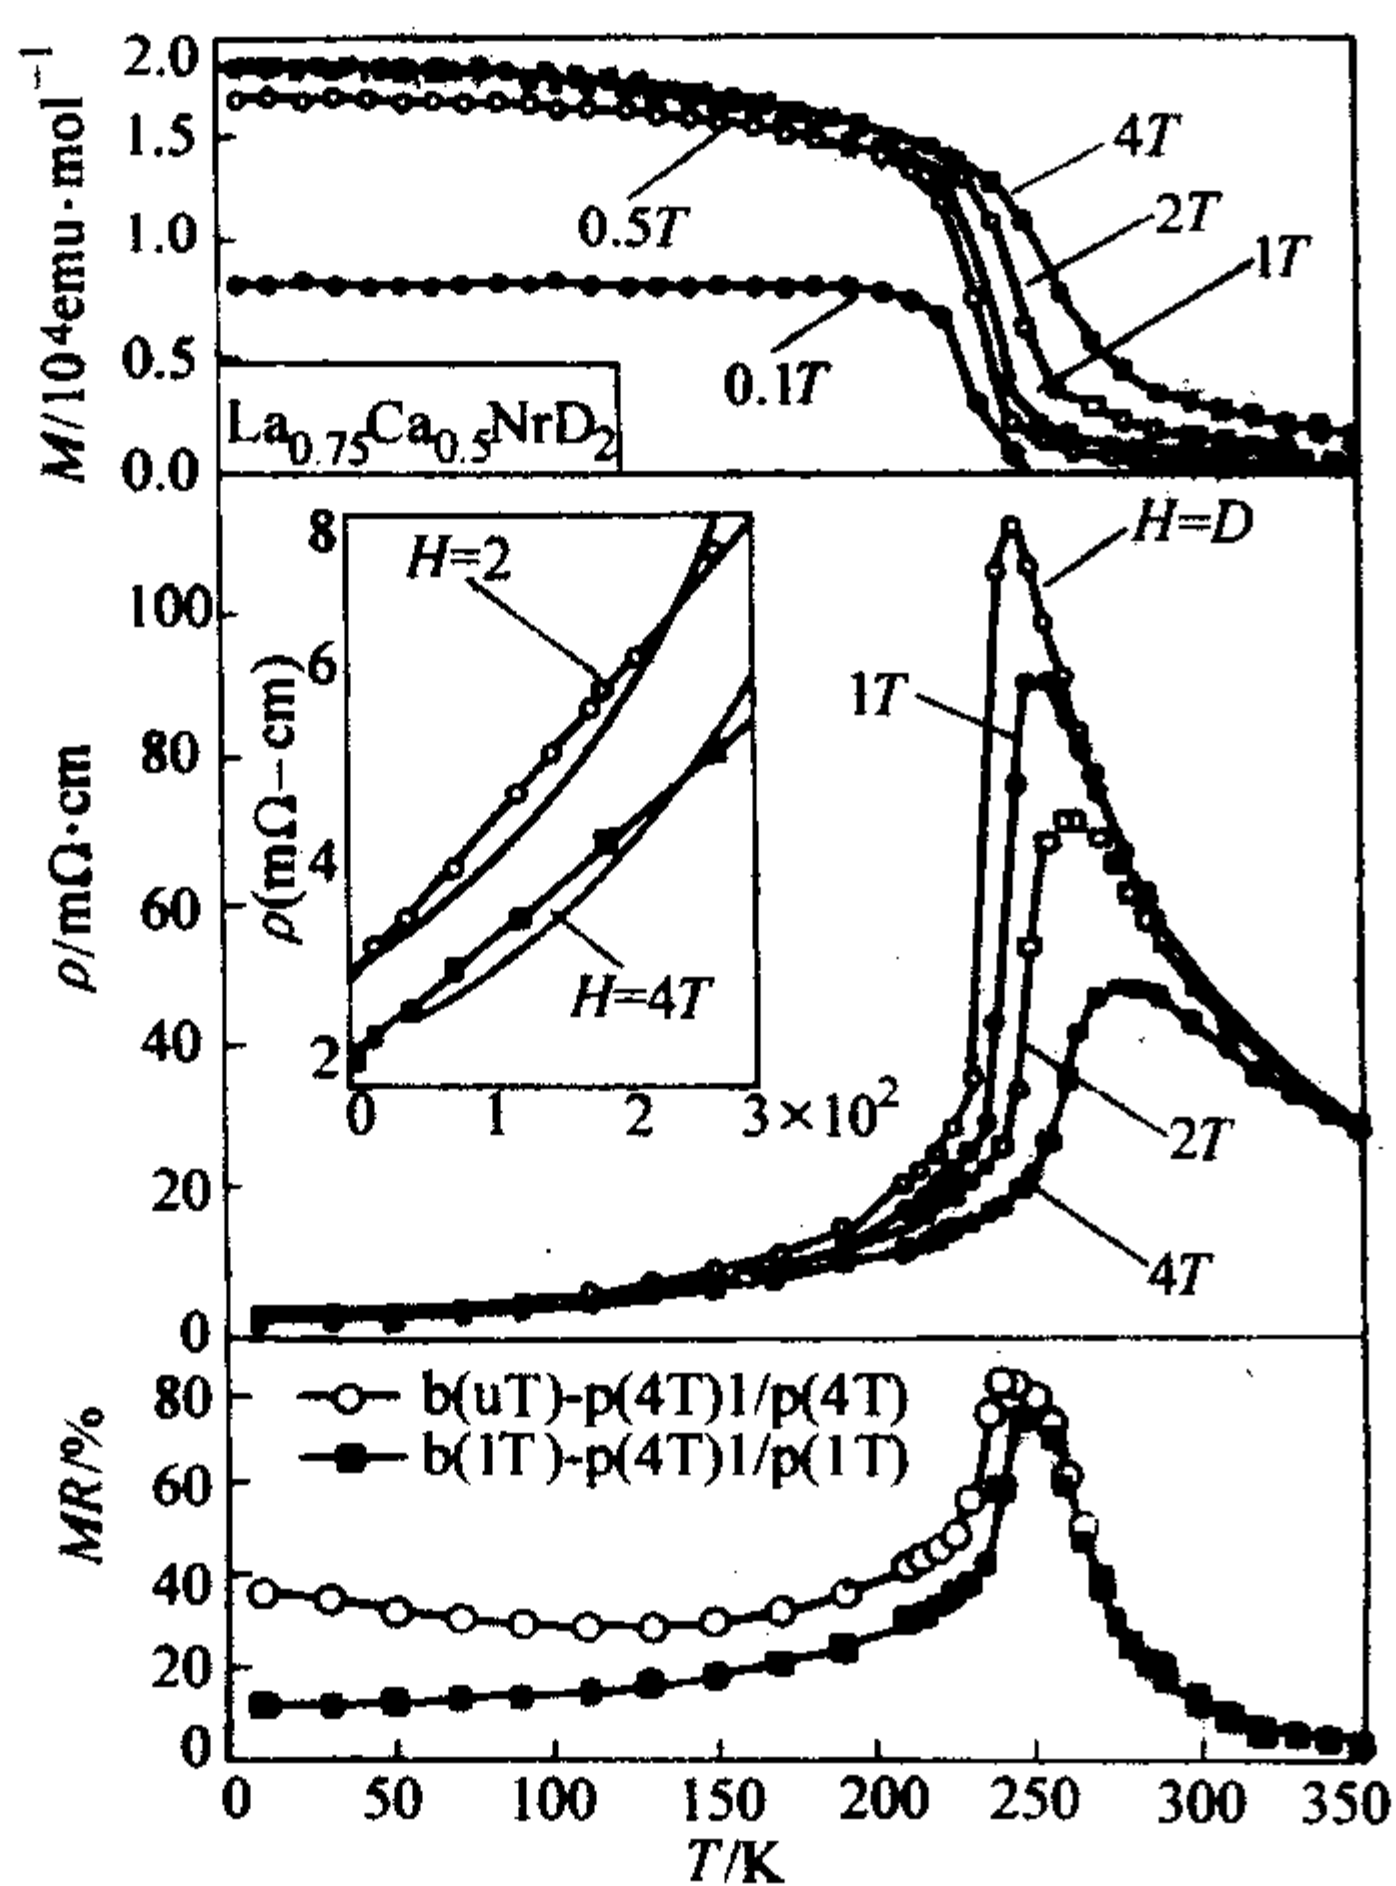 M/10⁴emu·mol⁻¹
2.0
1.5
1.0
0.5
0.0
4T
2T
1T
0.5T
0.1T
La₀.₇₅Ca₀.₅NrD₂
ρ/mΩ·cm
100
80
60
40
20
0
H=D
1T
2T
4T
ρ(mΩ-cm)
8
6
4
2
H=2
H=4T
0 1 2 3×10²
MR/%
80
60
40
20
0
b(uT)-p(4T)1/p(4T)
b(1T)-p(4T)1/p(1T)
0 50 100 150 200 250 300 350
T/K